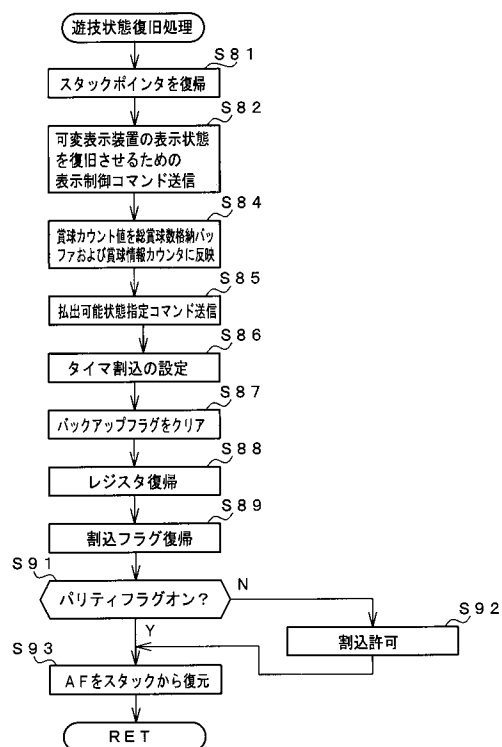 遊技状態復旧処理
S81
スタックポインタを復帰
S82
可変表示装置の表示状態
を復旧させるための
表示制御コマンド送信
S84
賞球カウント値を総賞球数格納バッ
ファおよび賞球情報カウンタに反映
S85
払出可能状態指定コマンド送信
S86
タイマ割込の設定
S87
バックアップフラグをクリア
S88
レジスタ復帰
S89
割込フラグ復帰
S91
パリティフラグオン?
N
S92
割込許可
Y
S93
AFをスタックから復元
RET